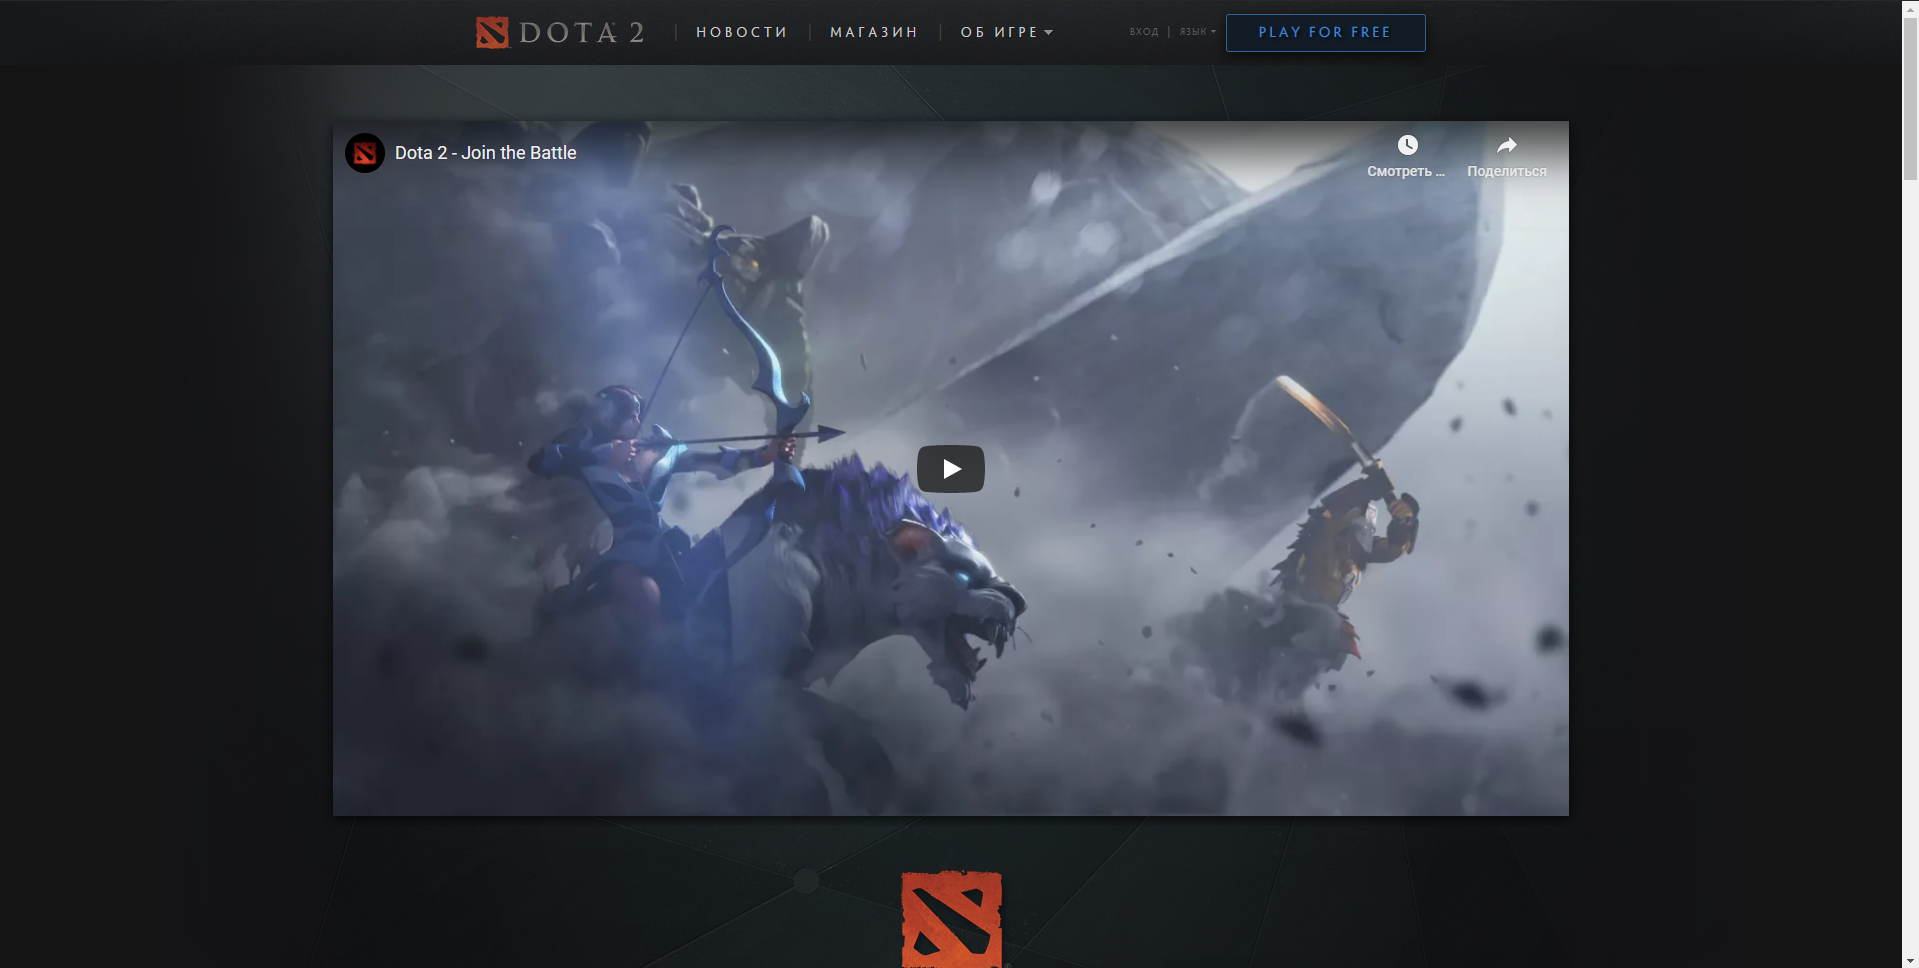 DOTA 2
НОВОСТИ
МАГАЗИН
ОБ ИГРЕ
ВХОД
ЯЗЫК
PLAY FOR FREE
Dota 2 - Join the Battle
Смотреть ...
Поделиться